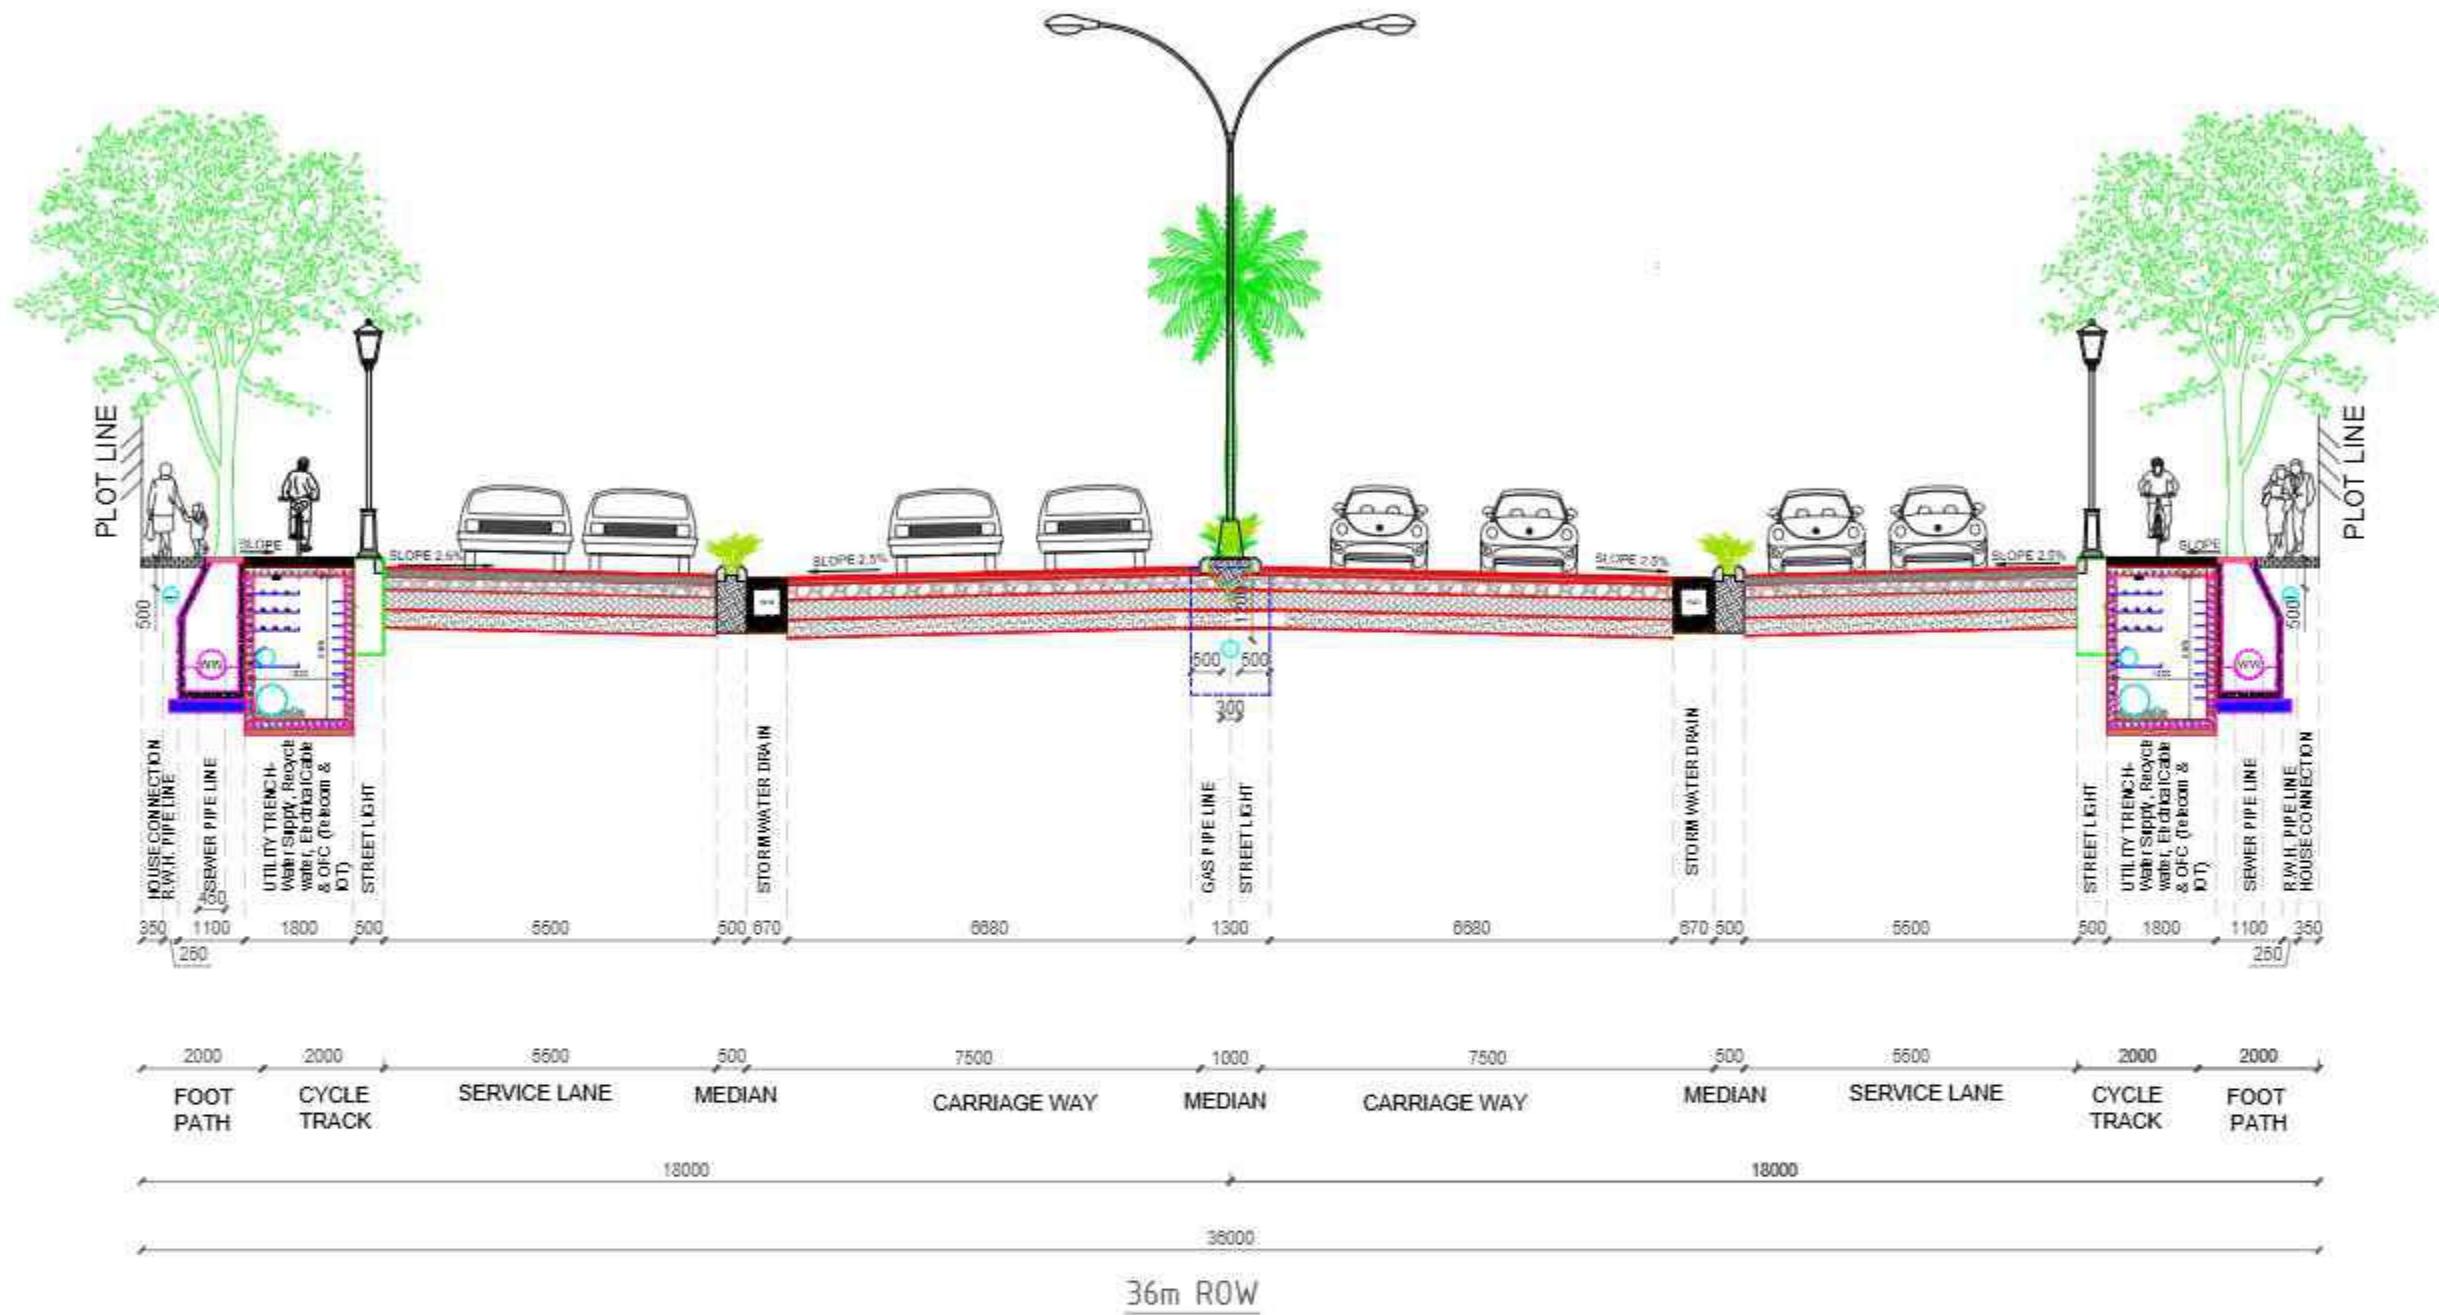 PLOT LINE
PLOT LINE
SLOPE
SLOPE 2.5%
SLOPE 2.5%
SLOPE 2.5%
SLOPE 2.5%
SLOPE
500
500
WW
WW
500
500
300
HOUSE CONNECTION
R.W.H. PIPE LINE
SEWER PIPE LINE
450
UTILITY TRENCH-
Water Supply, Recycle
water, Electrical Cable
& OFC (Telecom &
IOT)
STREET LIGHT
STORM WATER DRAIN
GAS PIPE LINE
STREET LIGHT
STORM WATER DRAIN
STREET LIGHT
UTILITY TRENCH-
Water Supply, Recycle
water, Electrical Cable
& OFC (Telecom &
IOT)
SEWER PIPE LINE
R.W.H. PIPE LINE
HOUSE CONNECTION
350 1100 1800 500 5500 500 670 6680 1300 6680 670 500 5500 500 1800 1100 350
250 250
2000 2000 5500 500 7500 1000 7500 500 5500 2000 2000
FOOT PATH
CYCLE TRACK
SERVICE LANE
MEDIAN
CARRIAGE WAY
MEDIAN
CARRIAGE WAY
MEDIAN
SERVICE LANE
CYCLE TRACK
FOOT PATH
18000 18000
36000
36m ROW